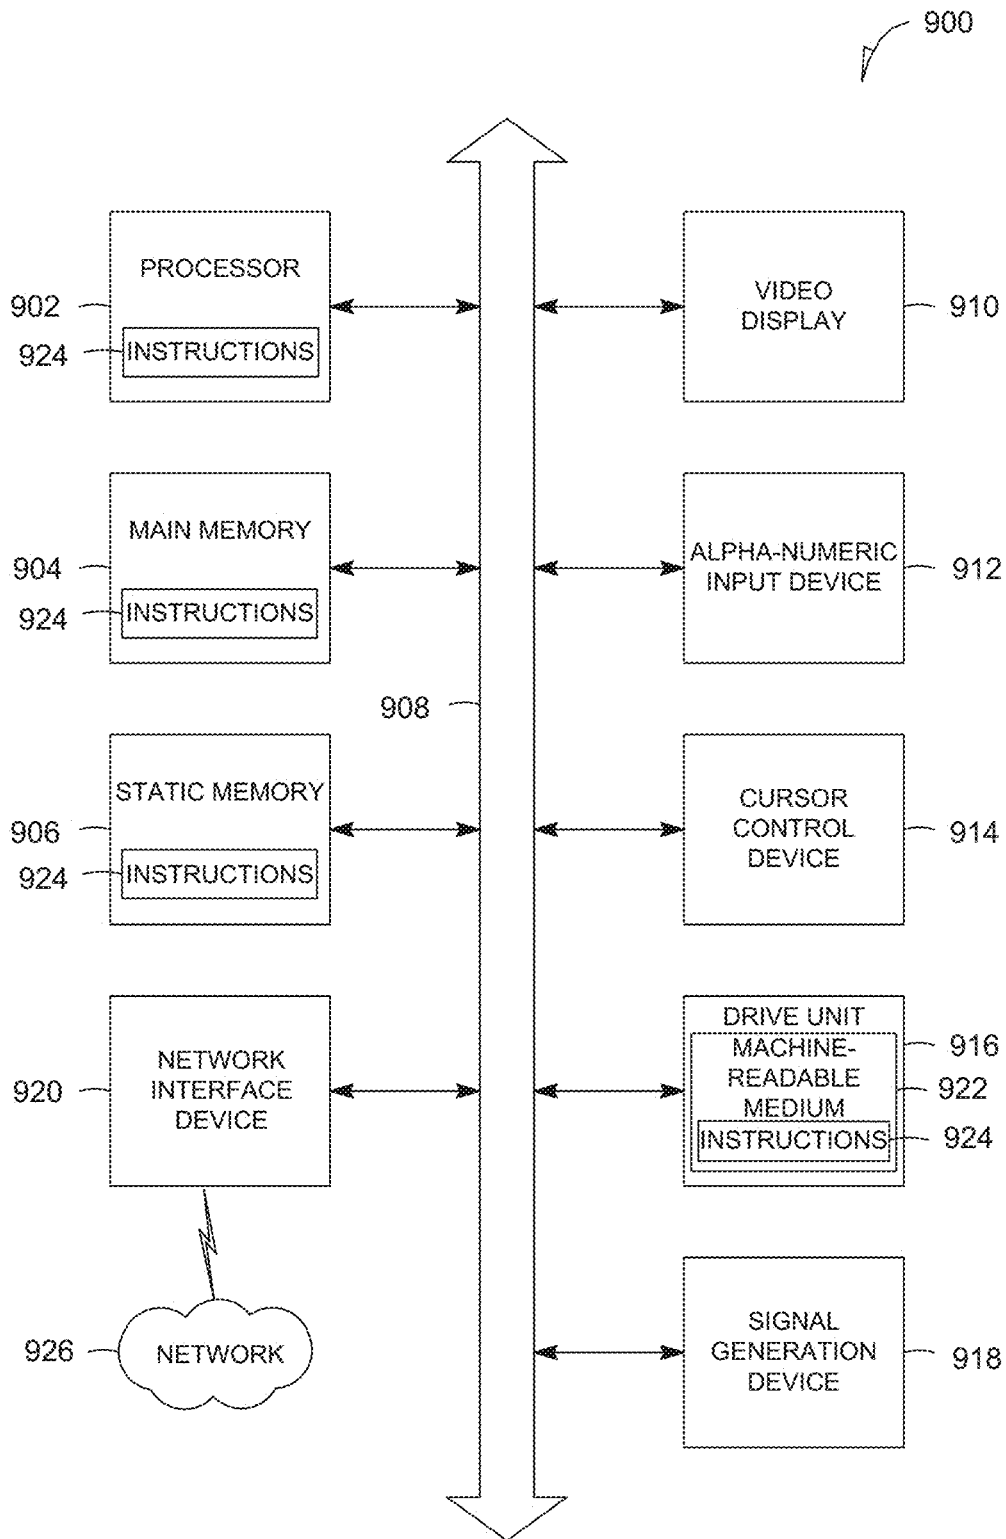 900
PROCESSOR
902
924
INSTRUCTIONS
VIDEO
DISPLAY
910
MAIN MEMORY
904
924
INSTRUCTIONS
ALPHA-NUMERIC
INPUT DEVICE
912
908
STATIC MEMORY
906
924
INSTRUCTIONS
CURSOR
CONTROL
DEVICE
914
NETWORK
INTERFACE
DEVICE
920
DRIVE UNIT
916
MACHINE-
READABLE
MEDIUM
922
INSTRUCTIONS
924
926
NETWORK
SIGNAL
GENERATION
DEVICE
918